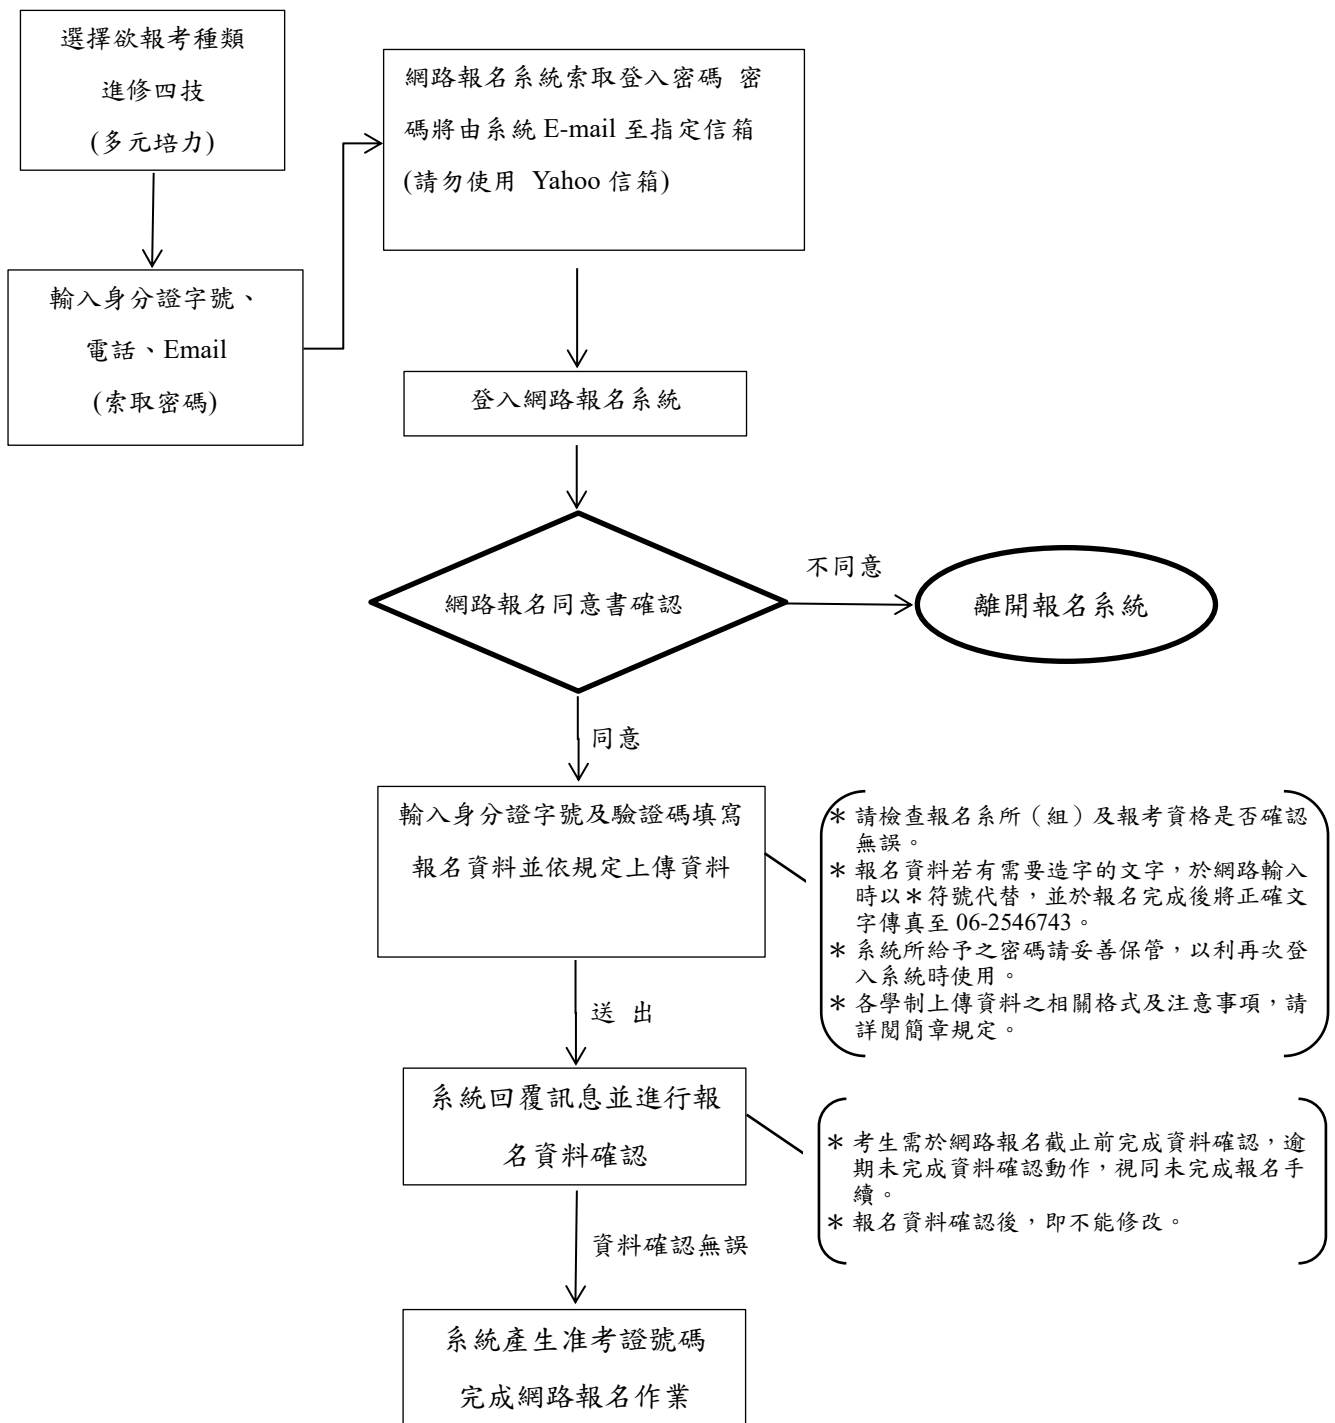 選擇欲報考種類
進修四技
(多元培力)
輸入身分證字號、
電話、Email
(索取密碼)
網路報名系統索取登入密碼 密
碼將由系統 E-mail 至指定信箱
(請勿使用 Yahoo 信箱)
登入網路報名系統
網路報名同意書確認
不同意
離開報名系統
同意
輸入身分證字號及驗證碼填寫
報名資料並依規定上傳資料
＊請檢查報名系所（組）及報考資格是否確認
無誤。
＊報名資料若有需要造字的文字，於網路輸入
時以＊符號代替，並於報名完成後將正確文
字傳真至 06-2546743。
＊系統所給予之密碼請妥善保管，以利再次登
入系統時使用。
＊各學制上傳資料之相關格式及注意事項，請
詳閱簡章規定。
送 出
系統回覆訊息並進行報
名資料確認
＊考生需於網路報名截止前完成資料確認，逾
期未完成資料確認動作，視同未完成報名手
續。
＊報名資料確認後，即不能修改。
資料確認無誤
系統產生准考證號碼
完成網路報名作業